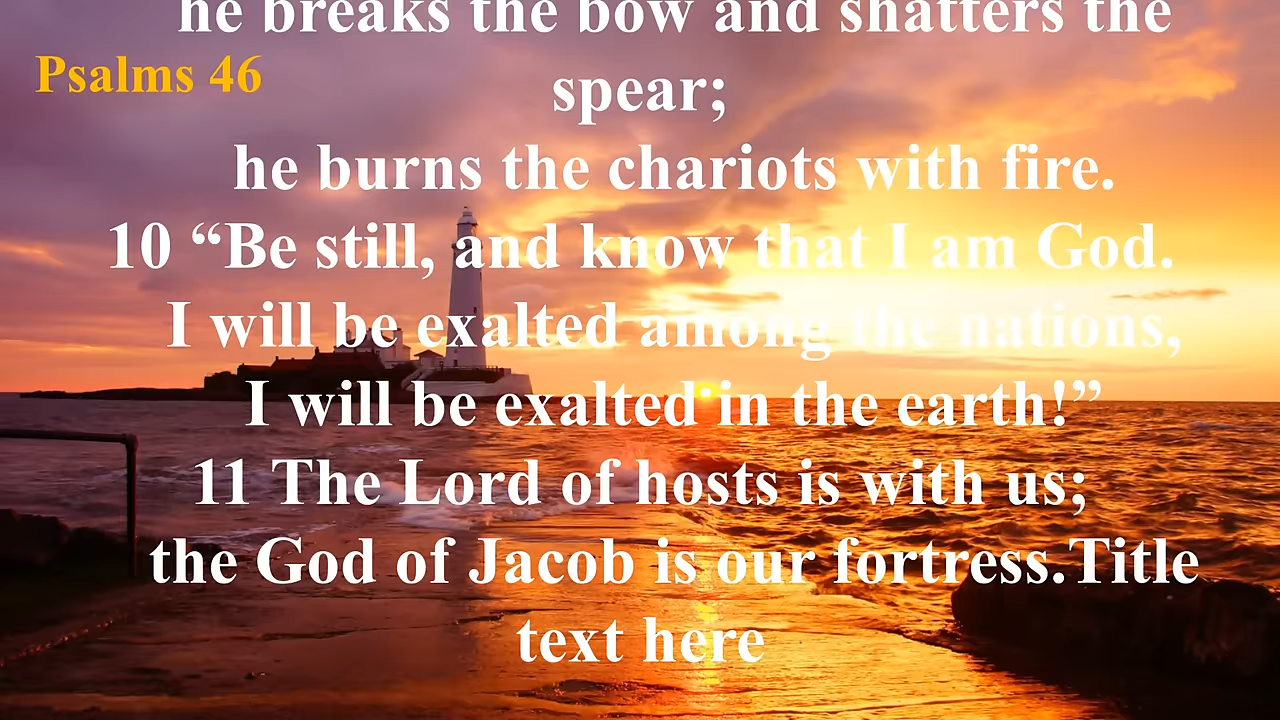 he breaks the bow and shatters the
Psalms 46
spear;
he burns the chariots with fire.
10 “Be still, and know that I am God.
I will be exalted among the nations,
I will be exalted in the earth!”
11 The Lord of hosts is with us;
the God of Jacob is our fortress.Title
text here